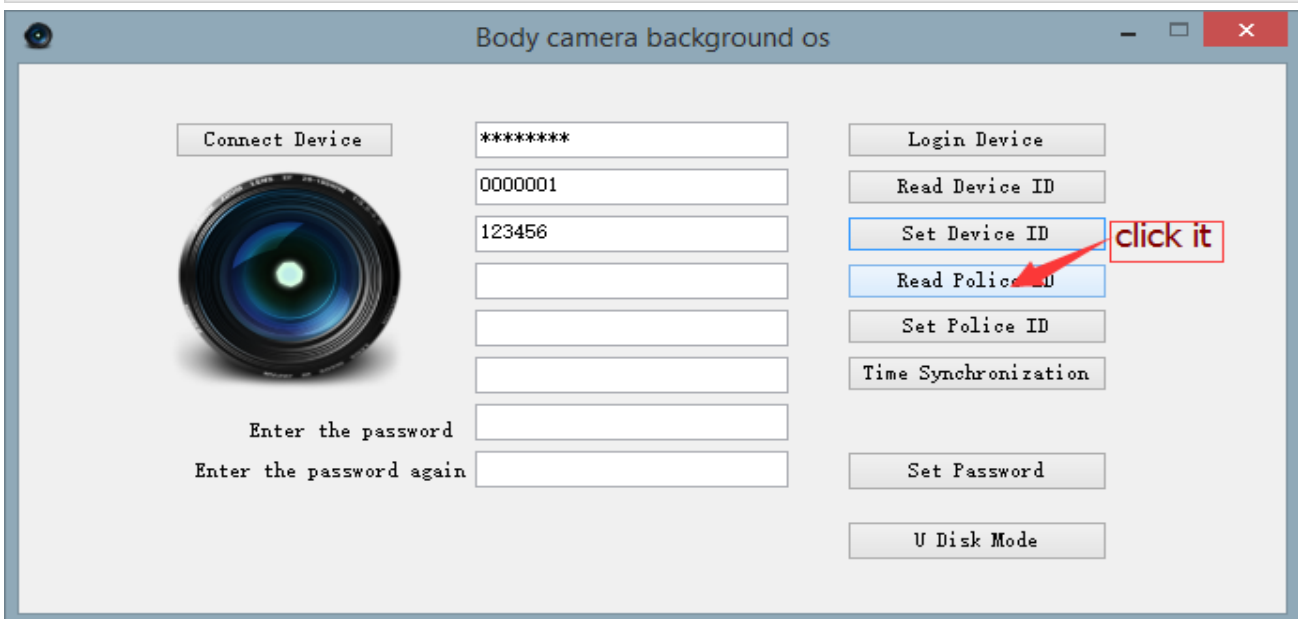 Body camera background os
Connect Device
********
Login Device
0000001
Read Device ID
123456
Set Device ID
click it
Read Police ID
Set Police ID
Time Synchronization
Enter the password
Enter the password again
Set Password
U Disk Mode